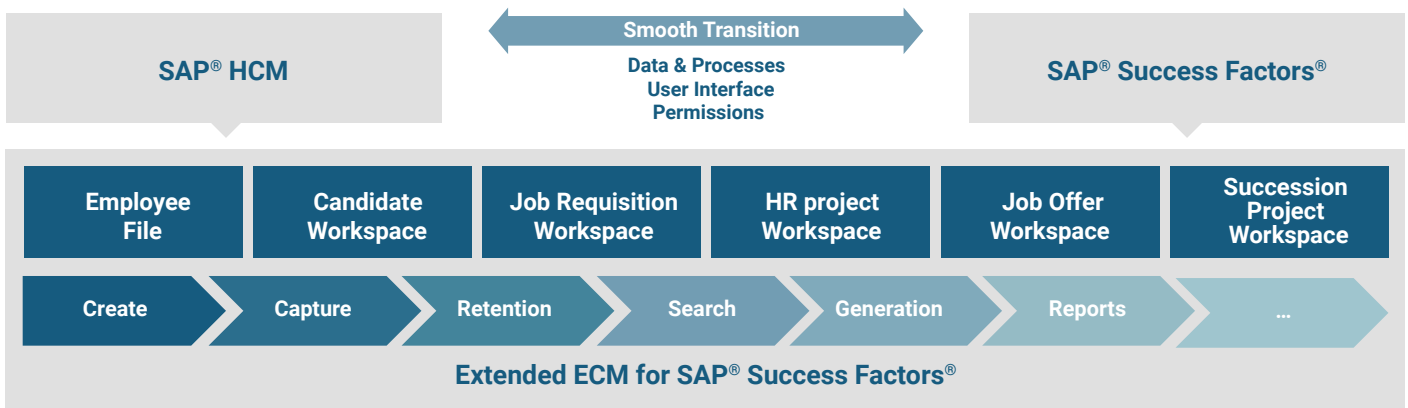 SAP® HCM
Smooth Transition
Data & Processes
User Interface
Permissions
SAP® Success Factors®
Employee
File
Candidate
Workspace
Job Requisition
Workspace
HR project
Workspace
Job Offer
Workspace
Succession
Project
Workspace
Create
Capture
Retention
Search
Generation
Reports
...
Extended ECM for SAP® Success Factors®